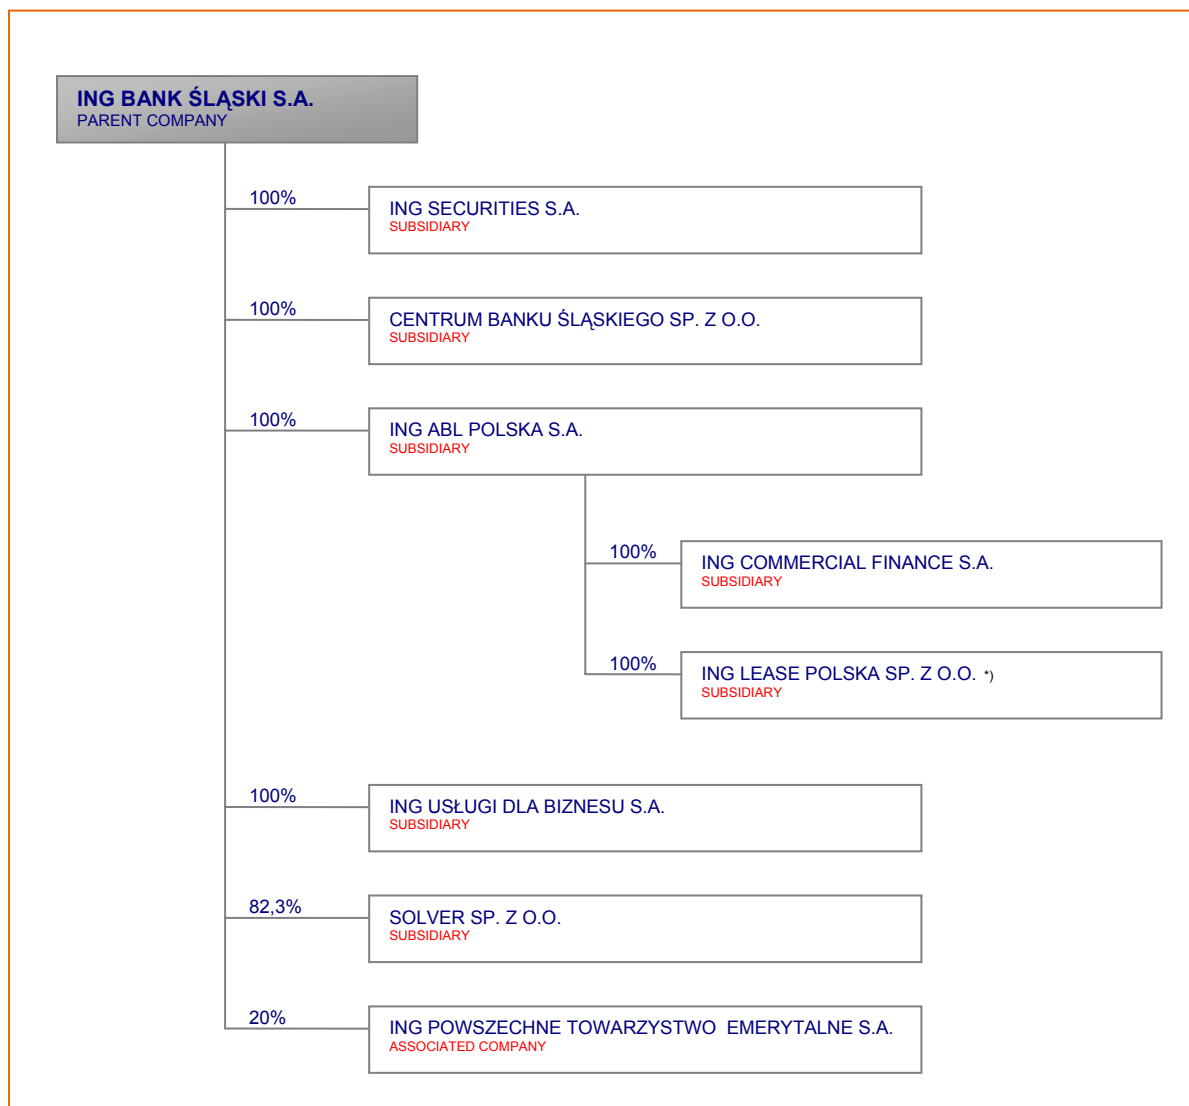 ING BANK ŚLĄSKI S.A.
PARENT COMPANY
100%
ING SECURITIES S.A.
SUBSIDIARY
100%
CENTRUM BANKU ŚLĄSKIEGO SP. Z O.O.
SUBSIDIARY
100%
ING ABL POLSKA S.A.
SUBSIDIARY
100%
ING COMMERCIAL FINANCE S.A.
SUBSIDIARY
100%
ING LEASE POLSKA SP. Z O.O. *)
SUBSIDIARY
100%
ING USŁUGI DLA BIZNESU S.A.
SUBSIDIARY
82,3%
SOLVER SP. Z O.O.
SUBSIDIARY
20%
ING POWSZECHNE TOWARZYSTWO EMERYTALNE S.A.
ASSOCIATED COMPANY